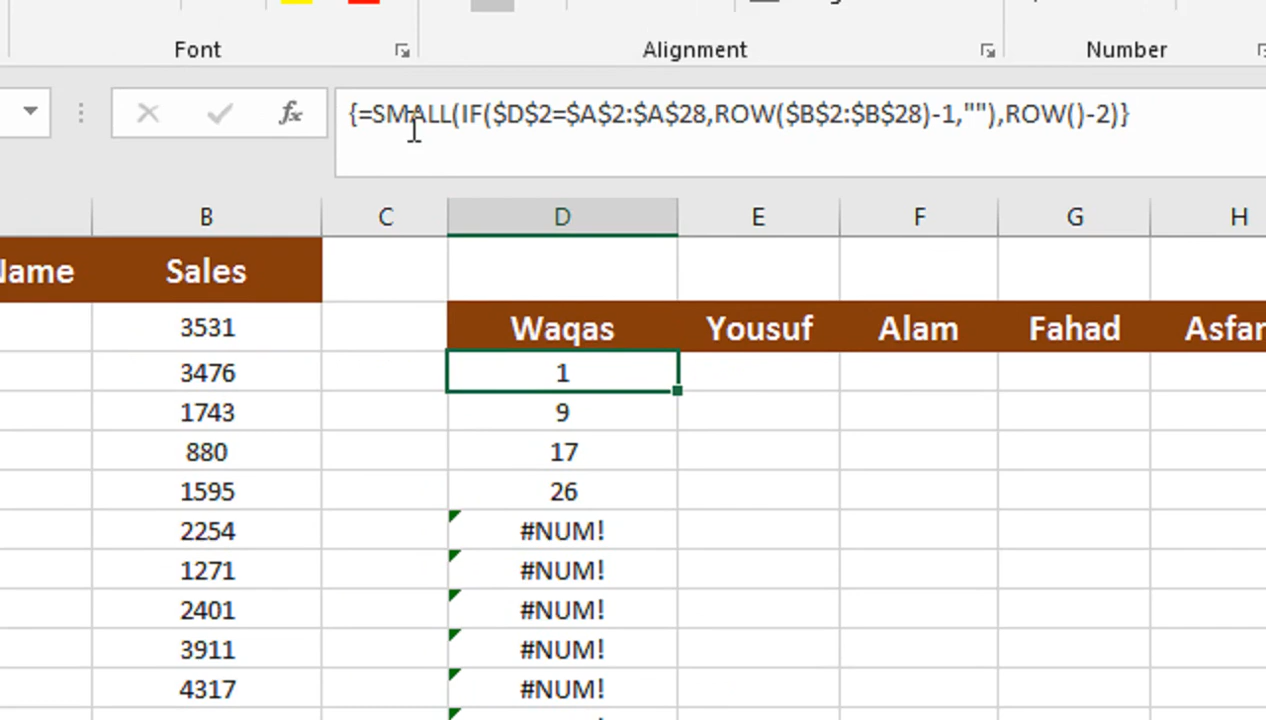 Font Alignment Number
fx {=SMALL(IF($D$2=$A$2:$A$28,ROW($B$2:$B$28)-1,""),ROW()-2)}
B C D E F G H
Sales
3531 Waqas Yousuf Alam Fahad
3476 1
1743 9
880 17
1595 26
2254 #NUM!
1271 #NUM!
2401 #NUM!
3911 #NUM!
4317 #NUM!